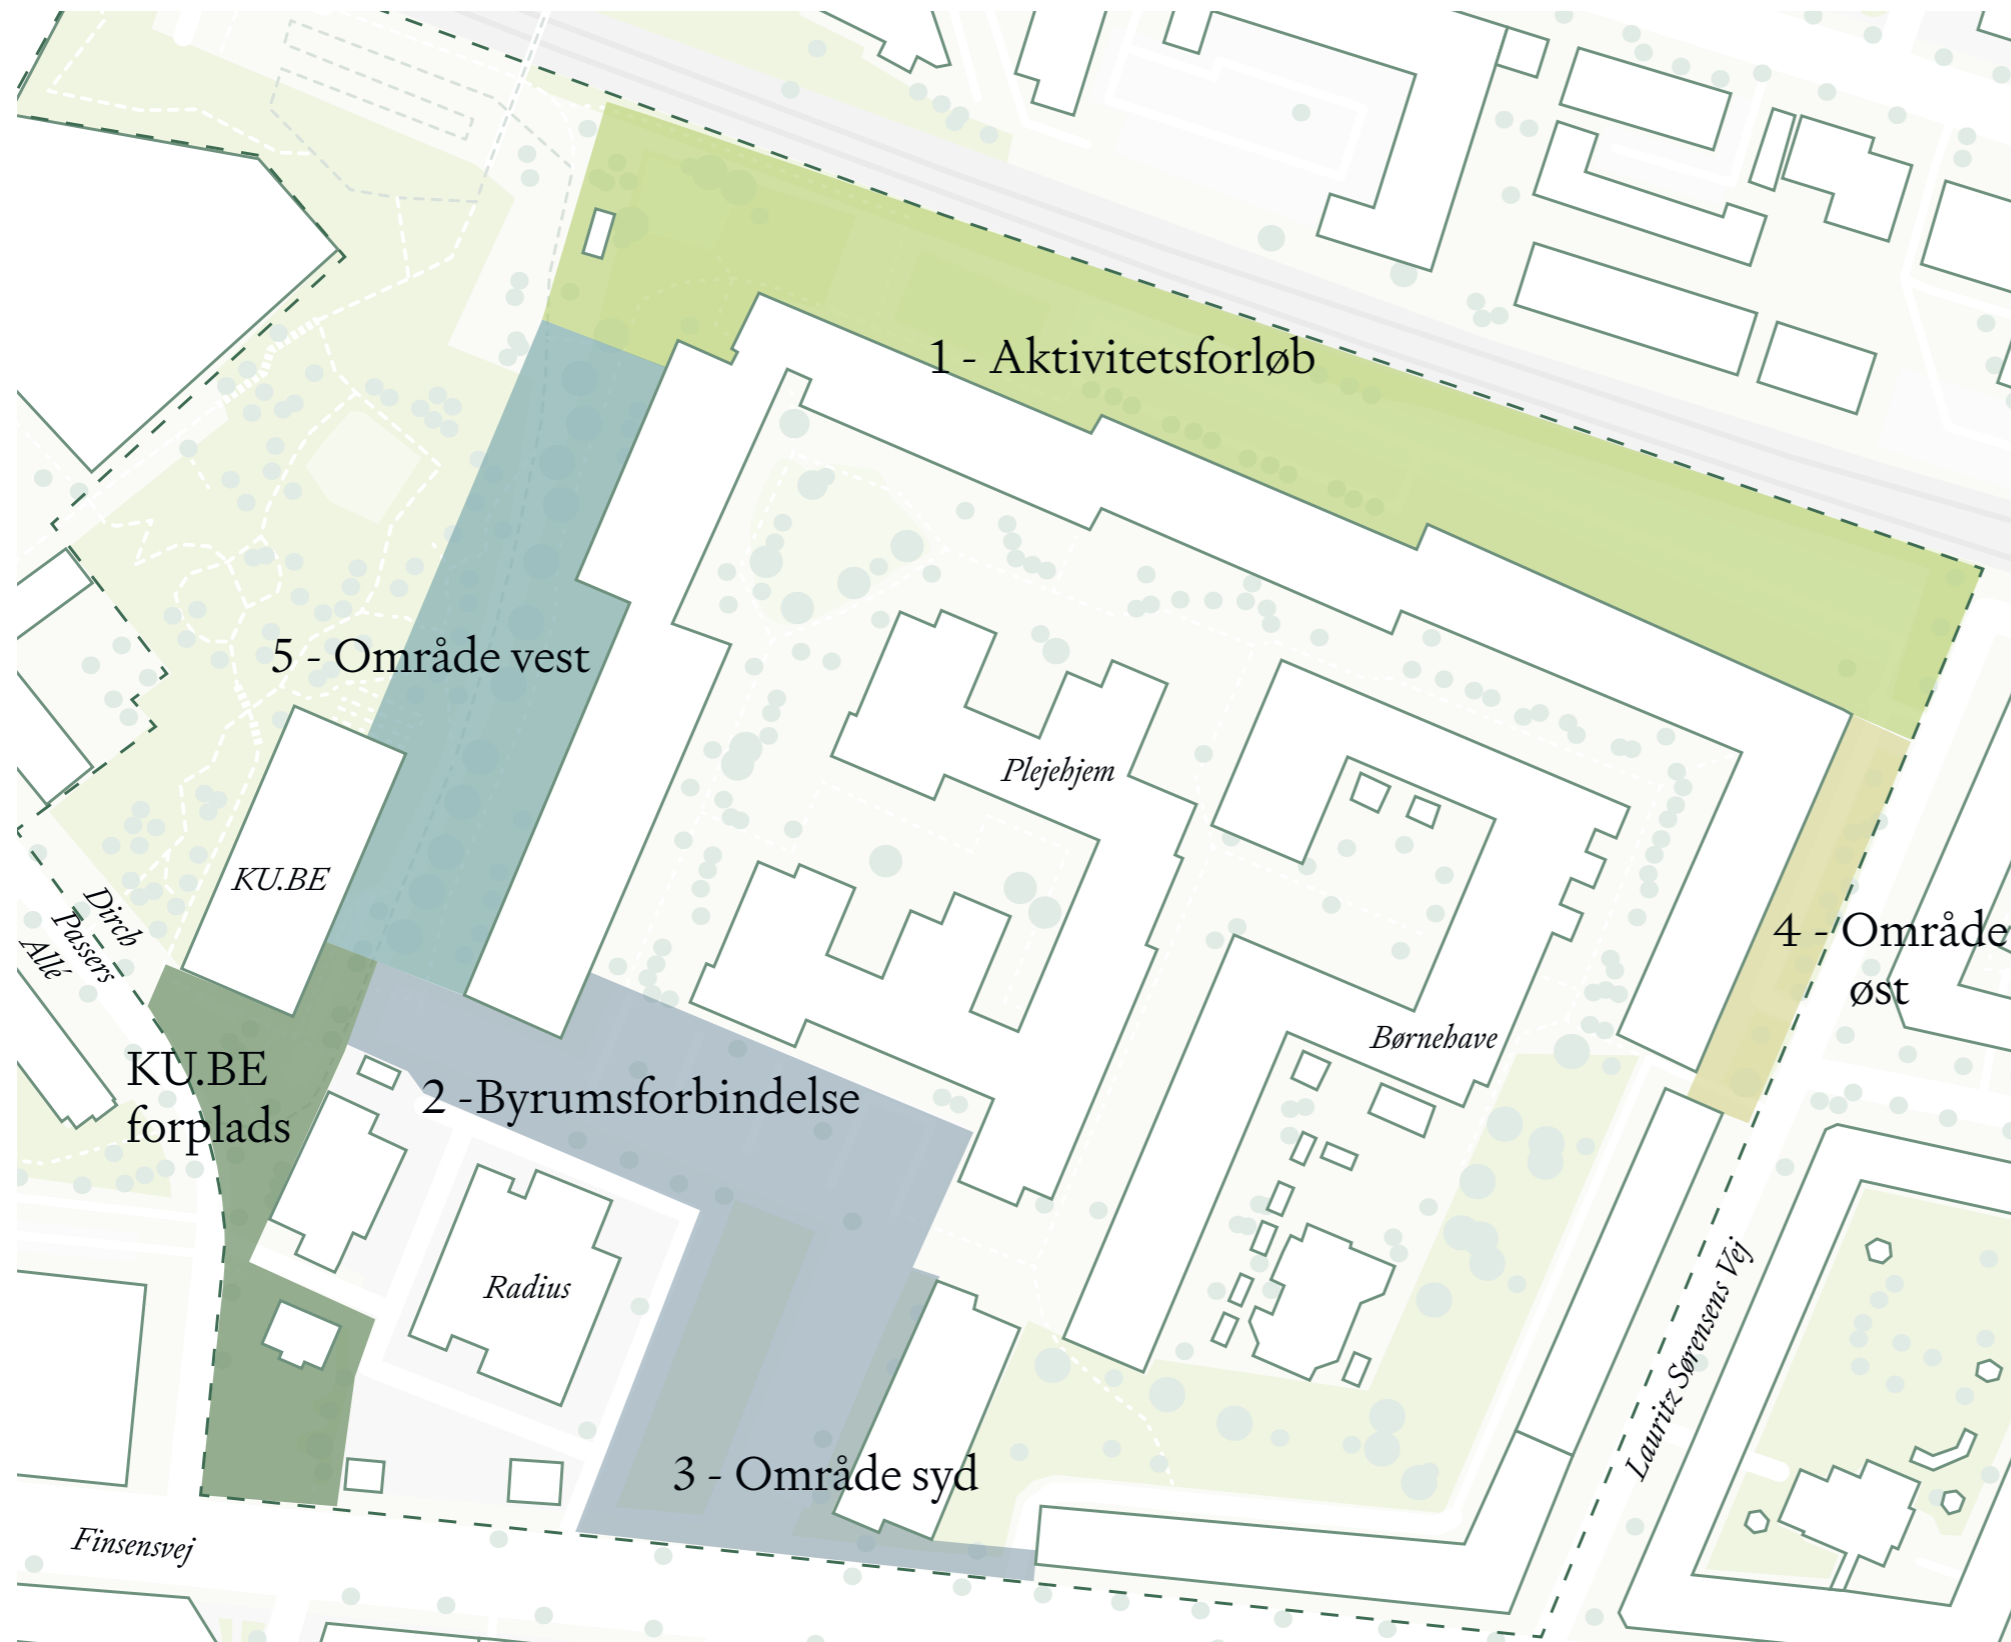 1 - Aktivitetsforløb
5 - Område vest
Plejehjem
KU.BE
Dirch
Passers
Allé
4 - Område
øst
Børnehave
KU.BE
forplads
2 -Byrumsforbindelse
Radius
Lauritz Sørensens Vej
3 - Område syd
Finsensvej